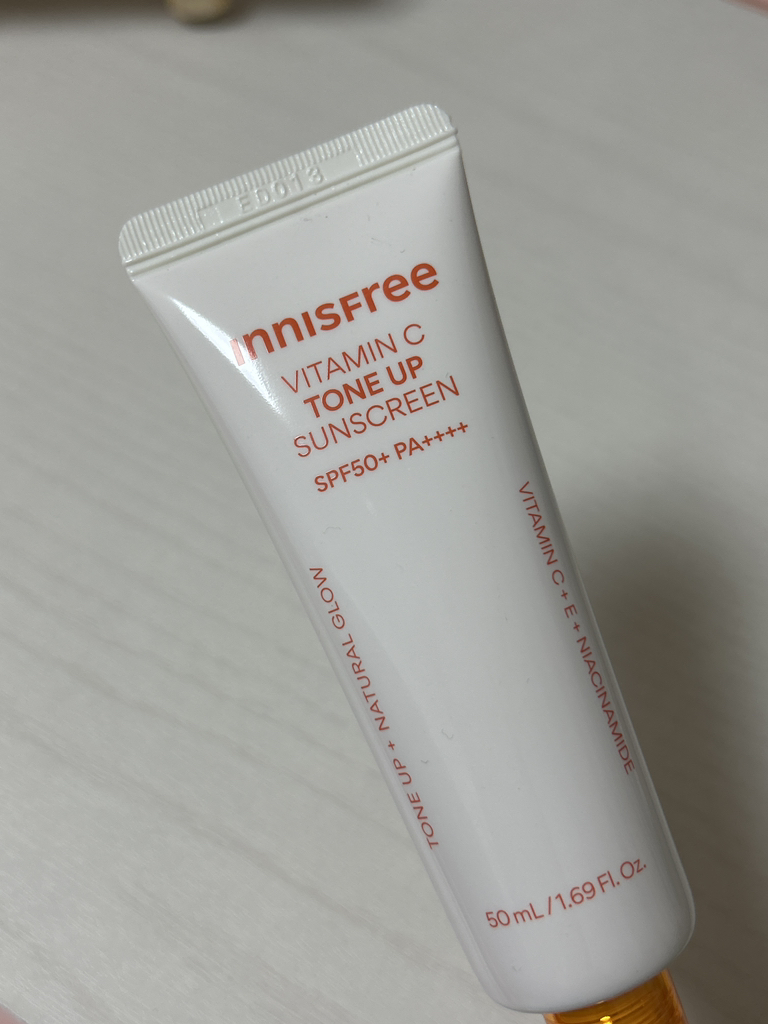 ED013
INNISFree
VITAMIN C
TONE UP
SUNSCREEN
SPF50+ PA++++
TONE UP + NATURAL GLOW
VITAMIN C + E + NIACINAMIDE
50 mL / 1.69 Fl. Oz.